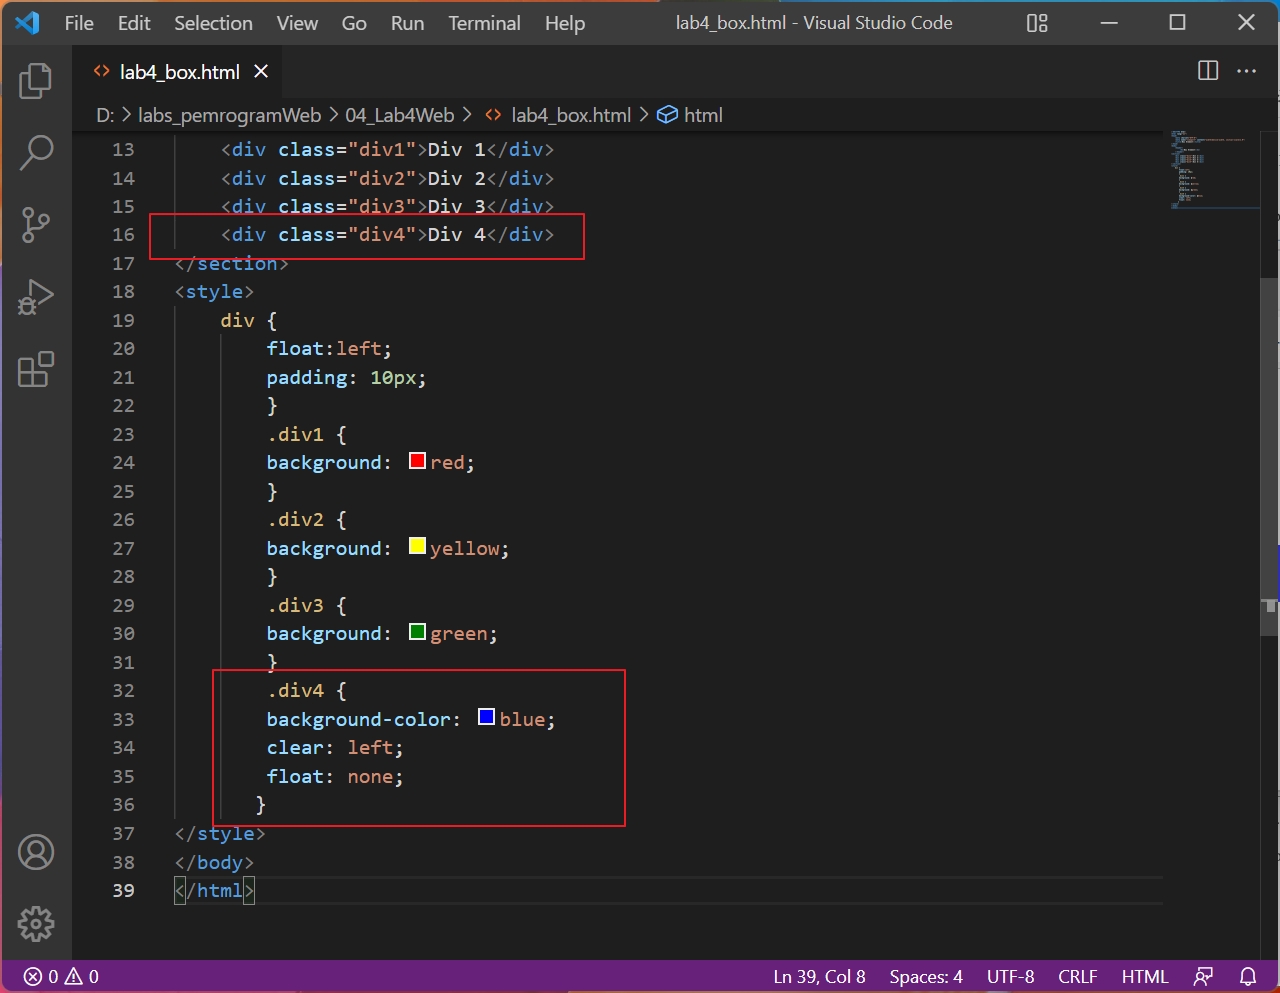 File Edit Selection View Go Run Terminal Help lab4_box.html - Visual Studio Code
lab4_box.html
D: > labs_pemrogramWeb > 04_Lab4Web > lab4_box.html > html
13 <div class="div1">Div 1</div>
14 <div class="div2">Div 2</div>
15 <div class="div3">Div 3</div>
16 <div class="div4">Div 4</div>
17 </section>
18 <style>
19 div {
20 float:left;
21 padding: 10px;
22 }
23 .div1 {
24 background: red;
25 }
26 .div2 {
27 background: yellow;
28 }
29 .div3 {
30 background: green;
31 }
32 .div4 {
33 background-color: blue;
34 clear: left;
35 float: none;
36 }
37 </style>
38 </body>
39 </html>
0 0 Ln 39, Col 8 Spaces: 4 UTF-8 CRLF HTML